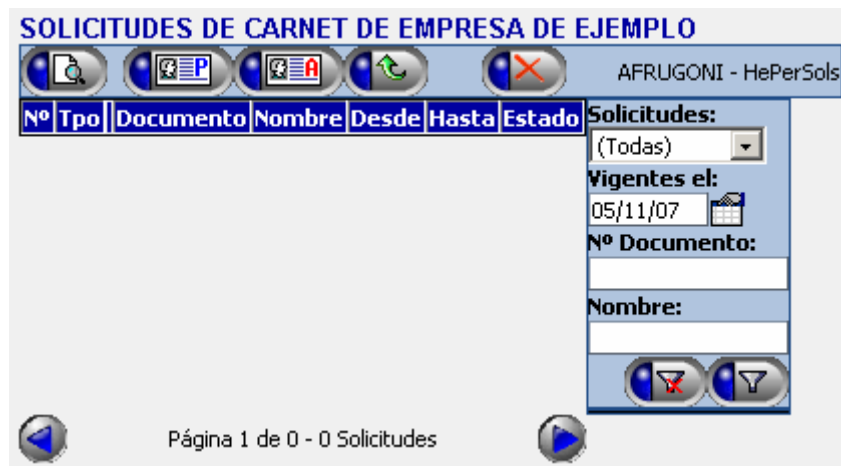 SOLICITUDES DE CARNET DE EMPRESA DE EJEMPLO
P A AFRUGONI - HePerSols
Nº Tpo Documento Nombre Desde Hasta Estado
Solicitudes:
(Todas)
Vigentes el:
05/11/07
Nº Documento:
Nombre:
Página 1 de 0 - 0 Solicitudes